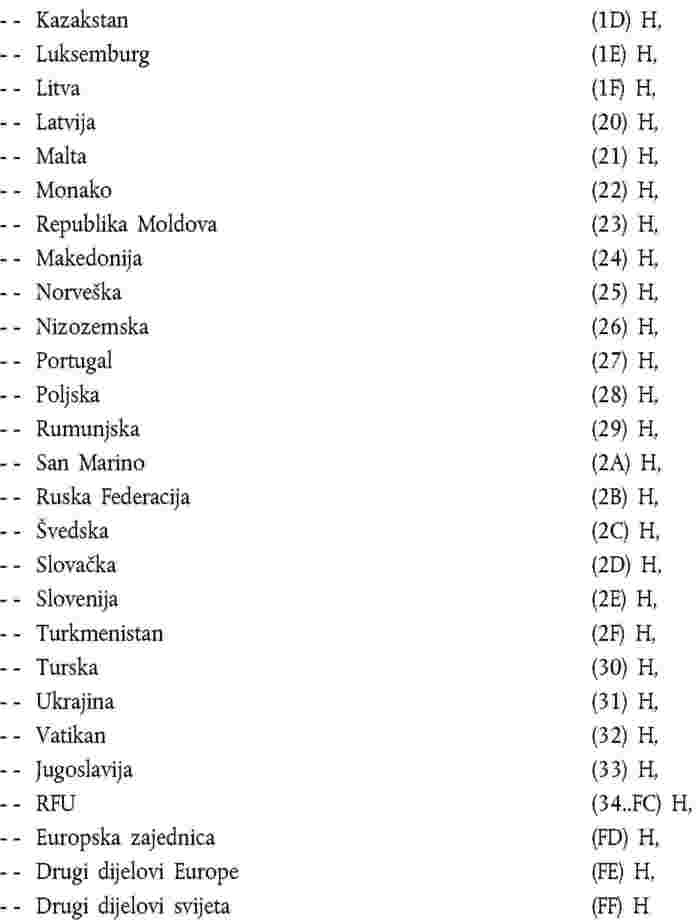 - - Kazakstan (1D) H,
- - Luksemburg (1E) H,
- - Litva (1F) H,
- - Latvija (20) H,
- - Malta (21) H,
- - Monako (22) H,
- - Republika Moldova (23) H,
- - Makedonija (24) H,
- - Norveška (25) H,
- - Nizozemska (26) H,
- - Portugal (27) H,
- - Poljska (28) H,
- - Rumunjska (29) H,
- - San Marino (2A) H,
- - Ruska Federacija (2B) H,
- - Švedska (2C) H,
- - Slovačka (2D) H,
- - Slovenija (2E) H,
- - Turkmenistan (2F) H,
- - Turska (30) H,
- - Ukrajina (31) H,
- - Vatikan (32) H,
- - Jugoslavija (33) H,
- - RFU (34..FC) H,
- - Europska zajednica (FD) H,
- - Drugi dijelovi Europe (FE) H,
- - Drugi dijelovi svijeta (FF) H